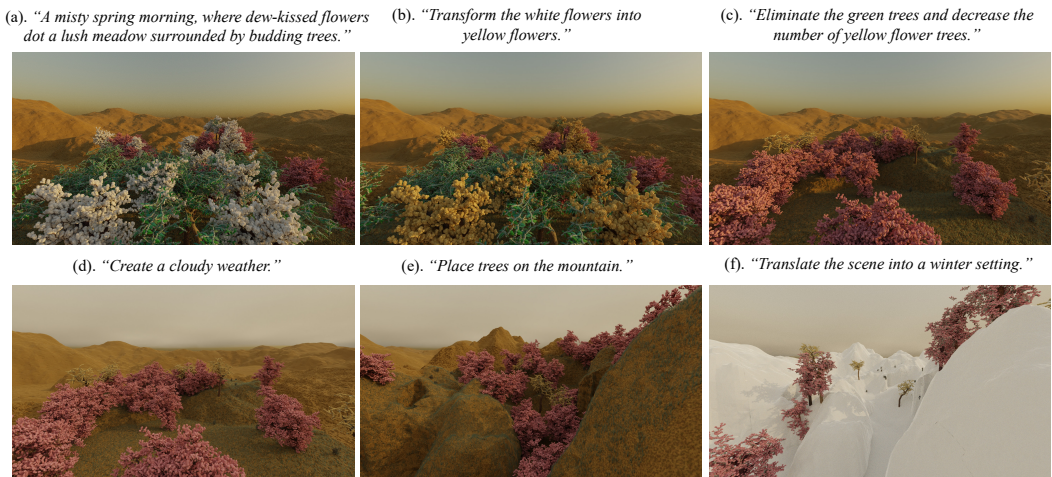 (a). “A misty spring morning, where dew-kissed flowers
dot a lush meadow surrounded by budding trees.”
(b). “Transform the white flowers into
yellow flowers.”
(c). “Eliminate the green trees and decrease the
number of yellow flower trees.”
(d). “Create a cloudy weather.”
(e). “Place trees on the mountain.”
(f). “Translate the scene into a winter setting.”